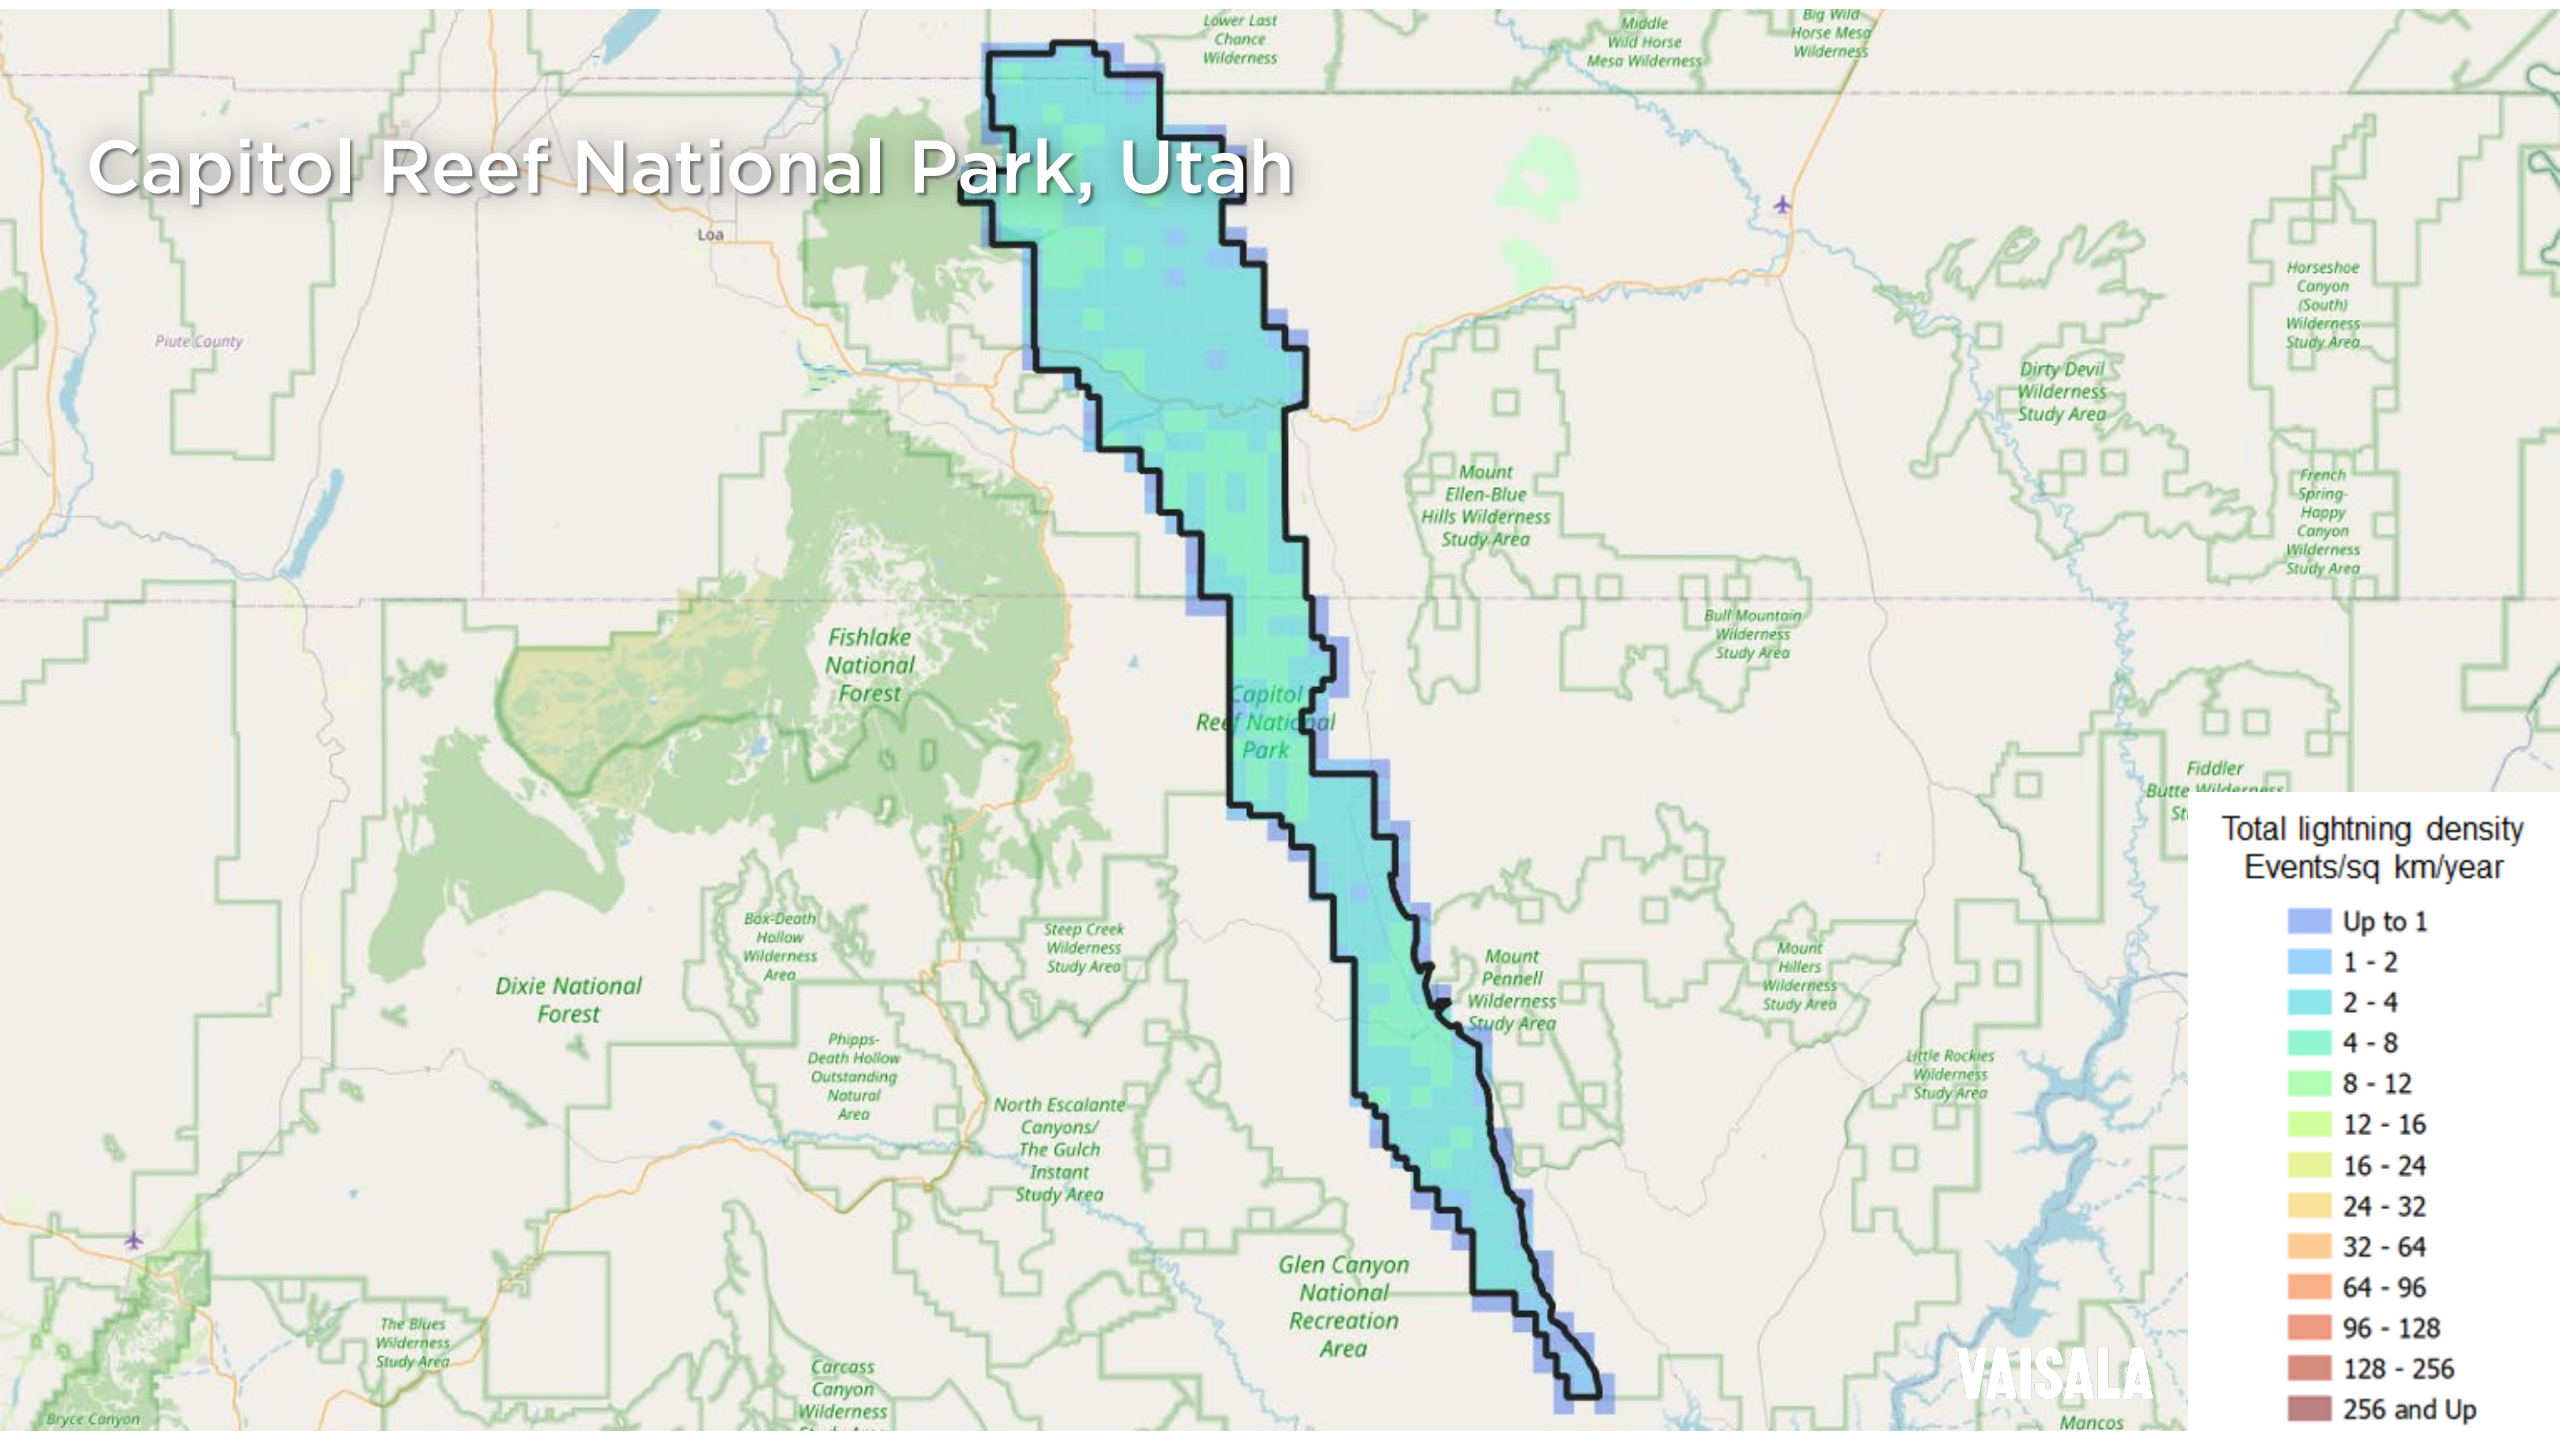 Lower Last
Chance
Wilderness
Middle
Wild Horse
Mesa Wilderness
Big Wild
Horse Mesa
Wilderness
Capitol Reef National Park, Utah
Loa
Piute County
Horseshoe
Canyon
(South)
Wilderness
Study Area
Dirty Devil
Wilderness
Study Area
Mount
Ellen-Blue
Hills Wilderness
Study Area
French
Spring-
Happy
Canyon
Wilderness
Study Area
Bull Mountain
Wilderness
Study Area
Fishlake
National
Forest
Capitol
Reef National
Park
Fiddler
Butte Wilderness
Total lightning density
Events/sq km/year
Up to 1
1 - 2
2 - 4
4 - 8
8 - 12
12 - 16
16 - 24
24 - 32
32 - 64
64 - 96
96 - 128
128 - 256
256 and Up
Box-Death
Hollow
Wilderness
Area
Steep Creek
Wilderness
Study Area
Mount
Pennell
Wilderness
Study Area
Mount
Hillers
Wilderness
Study Area
Dixie National
Forest
Phipps-
Death Hollow
Outstanding
Natural
Area
Little Rockies
Wilderness
Study Area
North Escalante
Canyons/
The Gulch
Instant
Study Area
Glen Canyon
National
Recreation
Area
The Blues
Wilderness
Study Area
Carcass
Canyon
Wilderness
Study Area
Bryce Canyon
VAISALA
Mancos